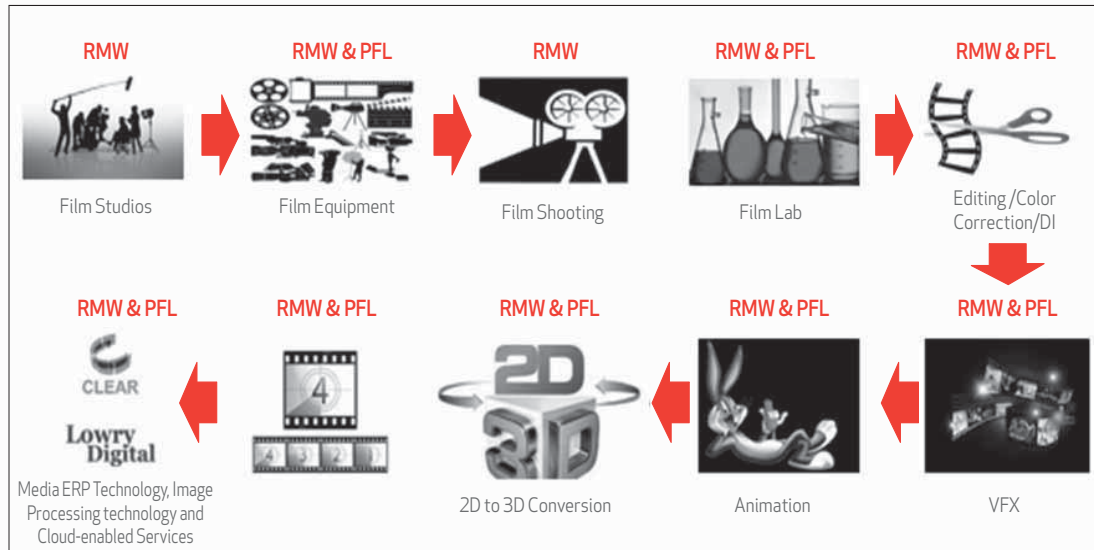 RMW
RMW & PFL
RMW
RMW & PFL
RMW & PFL
Film Studios
Film Equipment
Film Shooting
Film Lab
Editing /Color
Correction/DI
RMW & PFL
RMW & PFL
RMW & PFL
RMW & PFL
RMW & PFL
CLEAR
Lowry
Digital
4
4 3 2 1
2D
3D
Media ERP Technology, Image
Processing technology and
Cloud-enabled Services
2D to 3D Conversion
Animation
VFX